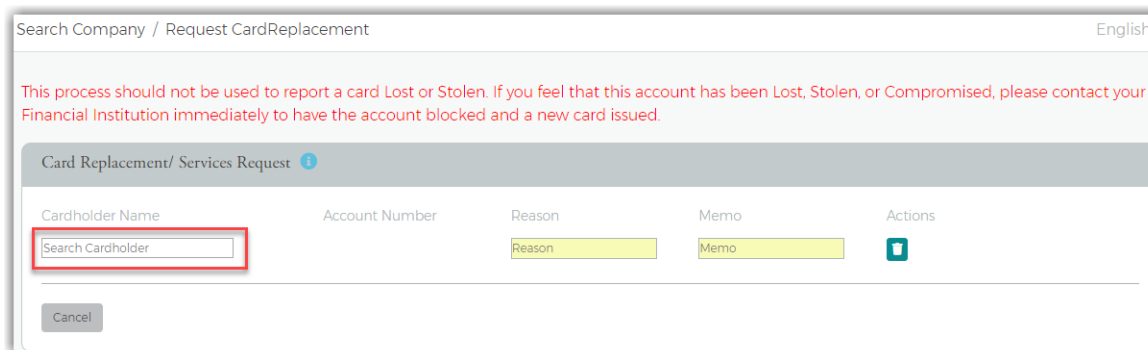 Search Company / Request CardReplacement English
This process should not be used to report a card Lost or Stolen. If you feel that this account has been Lost, Stolen, or Compromised, please contact your
Financial Institution immediately to have the account blocked and a new card issued.
Card Replacement/ Services Request
Cardholder Name Account Number Reason Memo Actions
Search Cardholder Reason Memo
Cancel